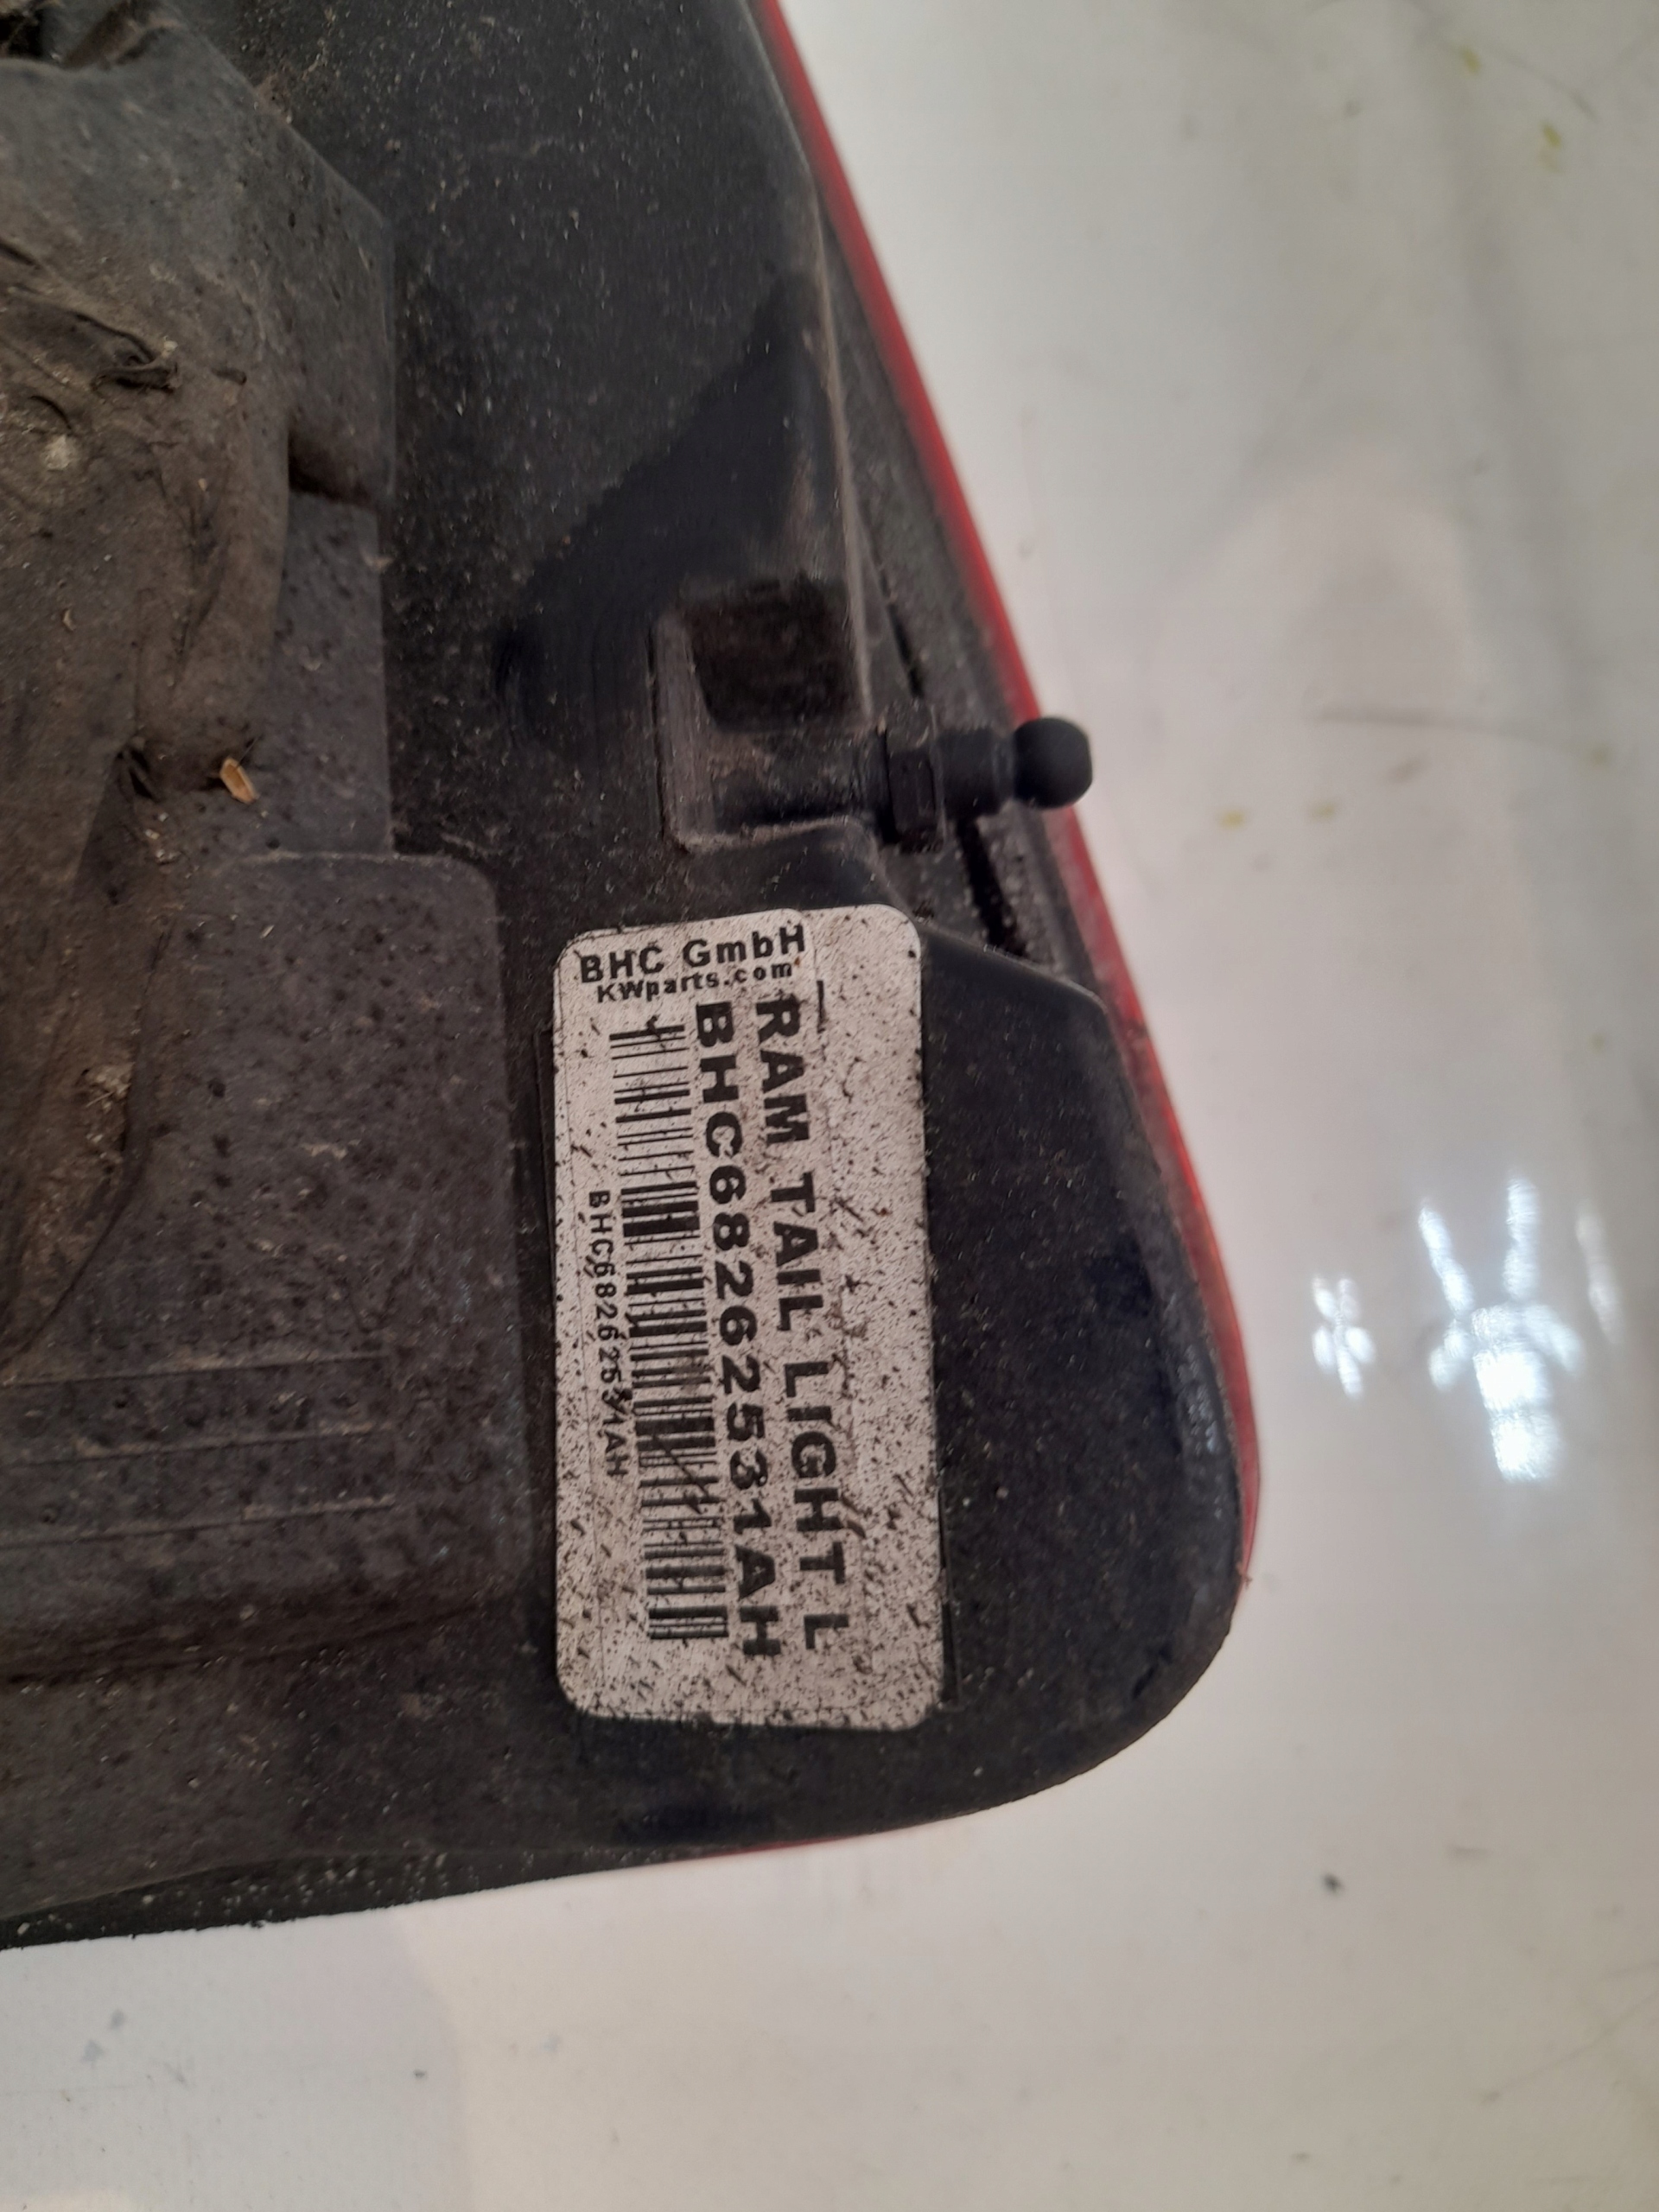 BHC GmbH
KWparts.com
RAM TAIL LIGHT L
BHC68262531AH
BHC68262531AH